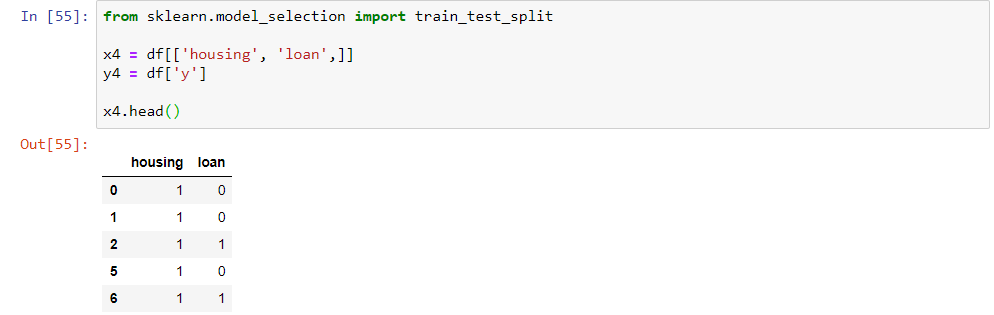 In [55]: from sklearn.model_selection import train_test_split
x4 = df[['housing', 'loan',]]
y4 = df['y']
x4.head()
Out[55]:
housing loan
0 1 0
1 1 0
2 1 1
5 1 0
6 1 1